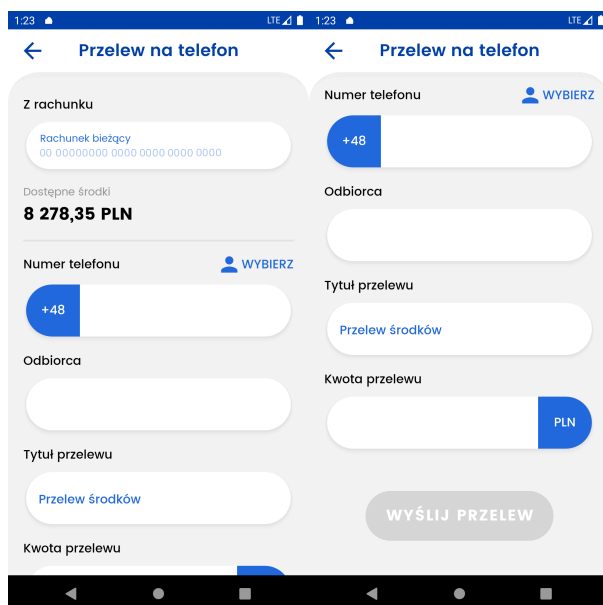 1:23 LTE
Przelew na telefon
Z rachunku
Rachunek bieżący
00 00000000 0000 0000 0000 0000
Dostępne środki
8 278,35 PLN
Numer telefonu WYBIERZ
+48
Odbiorca
Tytuł przelewu
Przelew środków
Kwota przelewu
1:23 LTE
Przelew na telefon
Numer telefonu WYBIERZ
+48
Odbiorca
Tytuł przelewu
Przelew środków
Kwota przelewu
PLN
WYŚLIJ PRZELEW